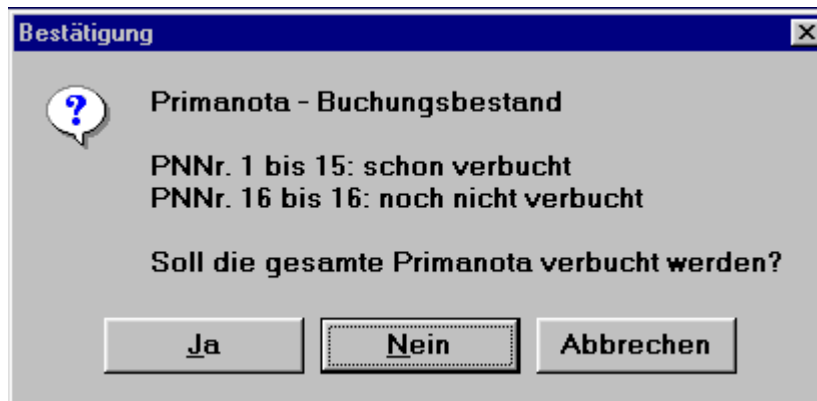 Bestätigung
?
Primanota - Buchungsbestand
PNNr. 1 bis 15: schon verbucht
PNNr. 16 bis 16: noch nicht verbucht
Soll die gesamte Primanota verbucht werden?
Ja Nein Abbrechen